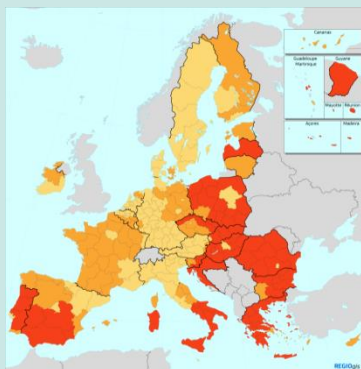 Canarias
Guadeloupe
Martinique
Guyane
Mayotte
Réunion
Açores
Madeira
REGIOgis